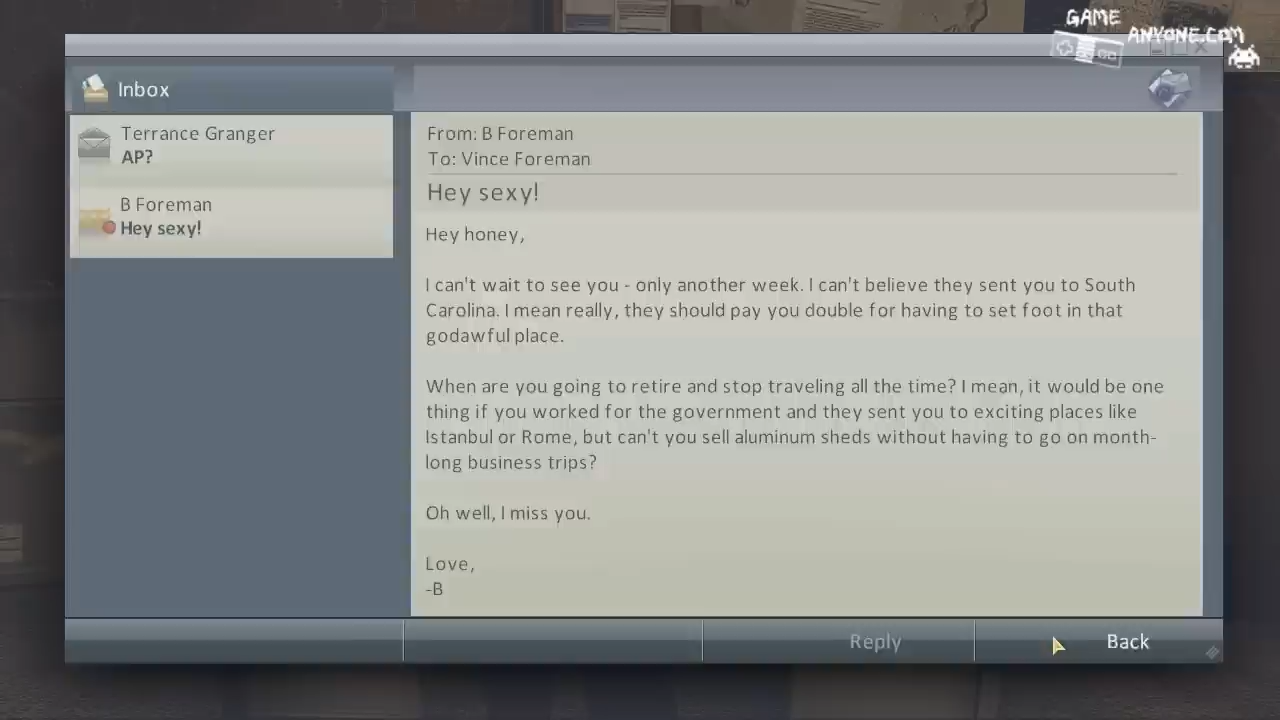 GAME
ANYONE.COM
Inbox
Terrance Granger
AP?
B Foreman
Hey sexy!
From: B Foreman
To: Vince Foreman
Hey sexy!
Hey honey,
I can't wait to see you - only another week. I can't believe they sent you to South
Carolina. I mean really, they should pay you double for having to set foot in that
godawful place.
When are you going to retire and stop traveling all the time? I mean, it would be one
thing if you worked for the government and they sent you to exciting places like
Istanbul or Rome, but can't you sell aluminum sheds without having to go on month-
long business trips?
Oh well, I miss you.
Love,
-B
Reply
Back